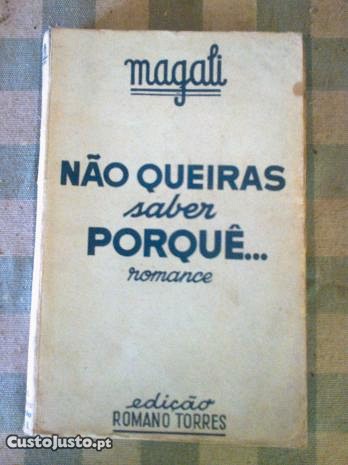 magali
NÃO QUEIRAS
saber
PORQUÊ...
romance
edição
ROMANO TORRES
CustoJusto.pt